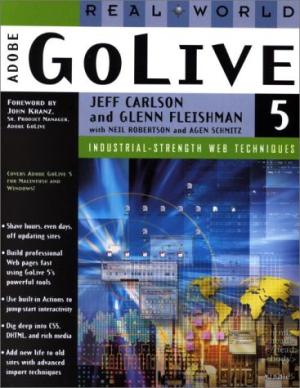 REAL WORLD
ADOBE
GOLIVE
5
FOREWORD BY
JOHN KRANZ,
SR. PRODUCT MANAGER,
ADOBE GOLIVE
JEFF CARLSON
and GLENN FLEISHMAN
with NEIL ROBERTSON and AGEN SCHMITZ
INDUSTRIAL-STRENGTH WEB TECHNIQUES
COVERS ADOBE GOLIVE 5
FOR MACINTOSH AND
WINDOWS!
• Shave hours, even days,
off updating sites
• Build professional
Web pages fast
using GoLive 5's
powerful tools
• Use built-in Actions to
jump-start interactivity
• Dig deep into CSS,
DHTML, and rich media
• Add new life to old
sites with advanced
import techniques